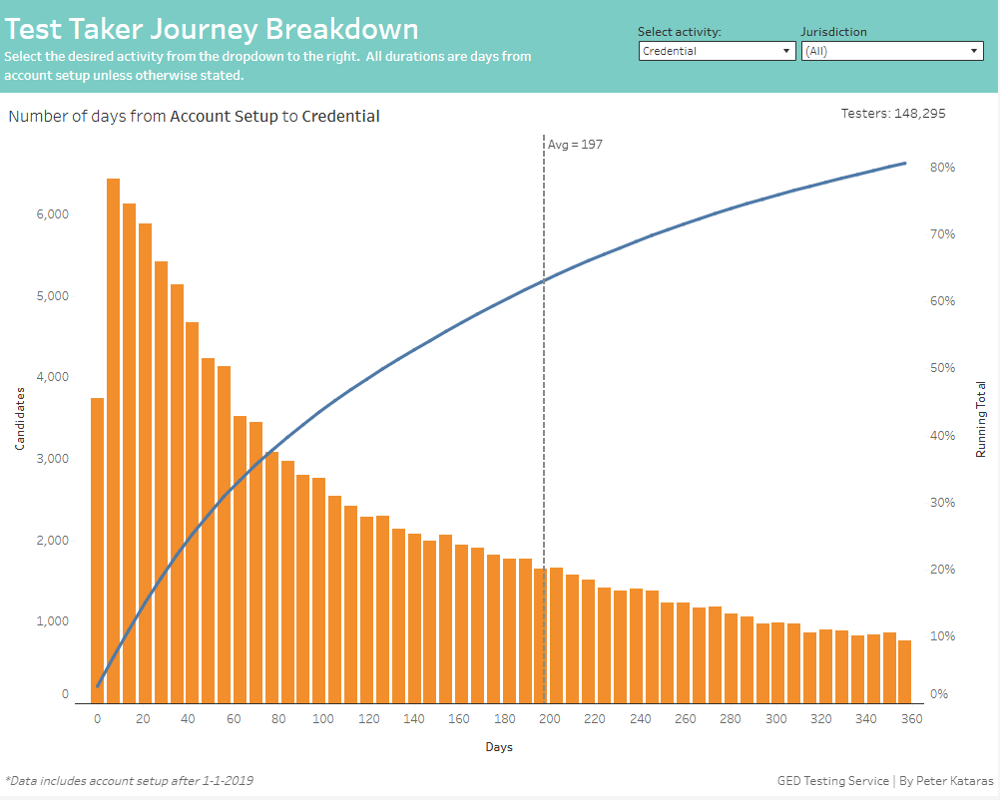 Test Taker Journey Breakdown
Select the desired activity from the dropdown to the right.  All durations are days from
account setup unless otherwise stated.
Select activity:
Jurisdiction
Credential
(All)
Number of days from Account Setup to Credential
Testers: 148,295
Avg = 197
6,000
5,000
4,000
3,000
2,000
1,000
0
Candidates
80%
70%
60%
50%
40%
30%
20%
10%
0%
Running Total
0 20 40 60 80 100 120 140 160 180 200 220 240 260 280 300 320 340 360
Days
*Data includes account setup after 1-1-2019
GED Testing Service | By Peter Kataras